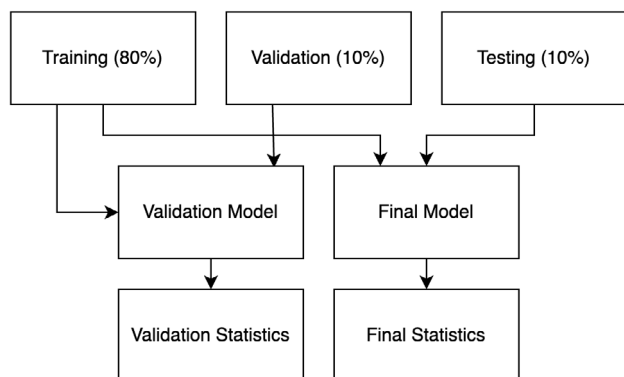 Training (80%)
Validation (10%)
Testing (10%)
Validation Model
Final Model
Validation Statistics
Final Statistics